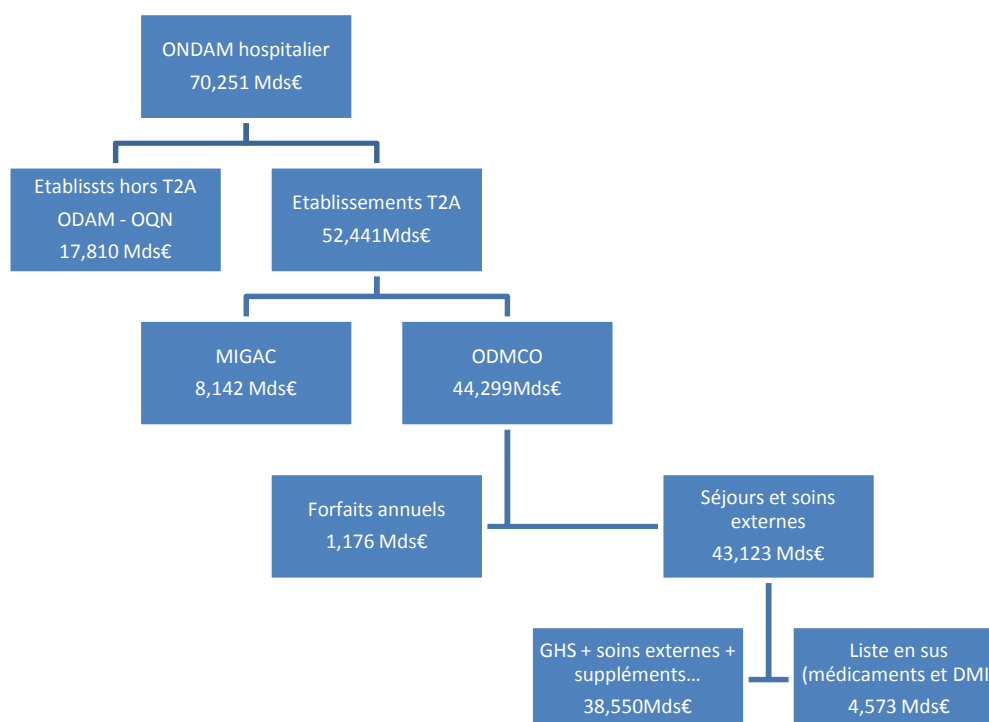 ONDAM hospitalier
70,251 Mds€
Etablissts hors T2A
ODAM - OQN
17,810 Mds€
Etablissements T2A
52,441Mds€
MIGAC
8,142 Mds€
ODMCO
44,299Mds€
Forfaits annuels
1,176 Mds€
Séjours et soins
externes
43,123 Mds€
GHS + soins externes +
suppléments…
38,550Mds€
Liste en sus
(médicaments et DMI
4,573 Mds€